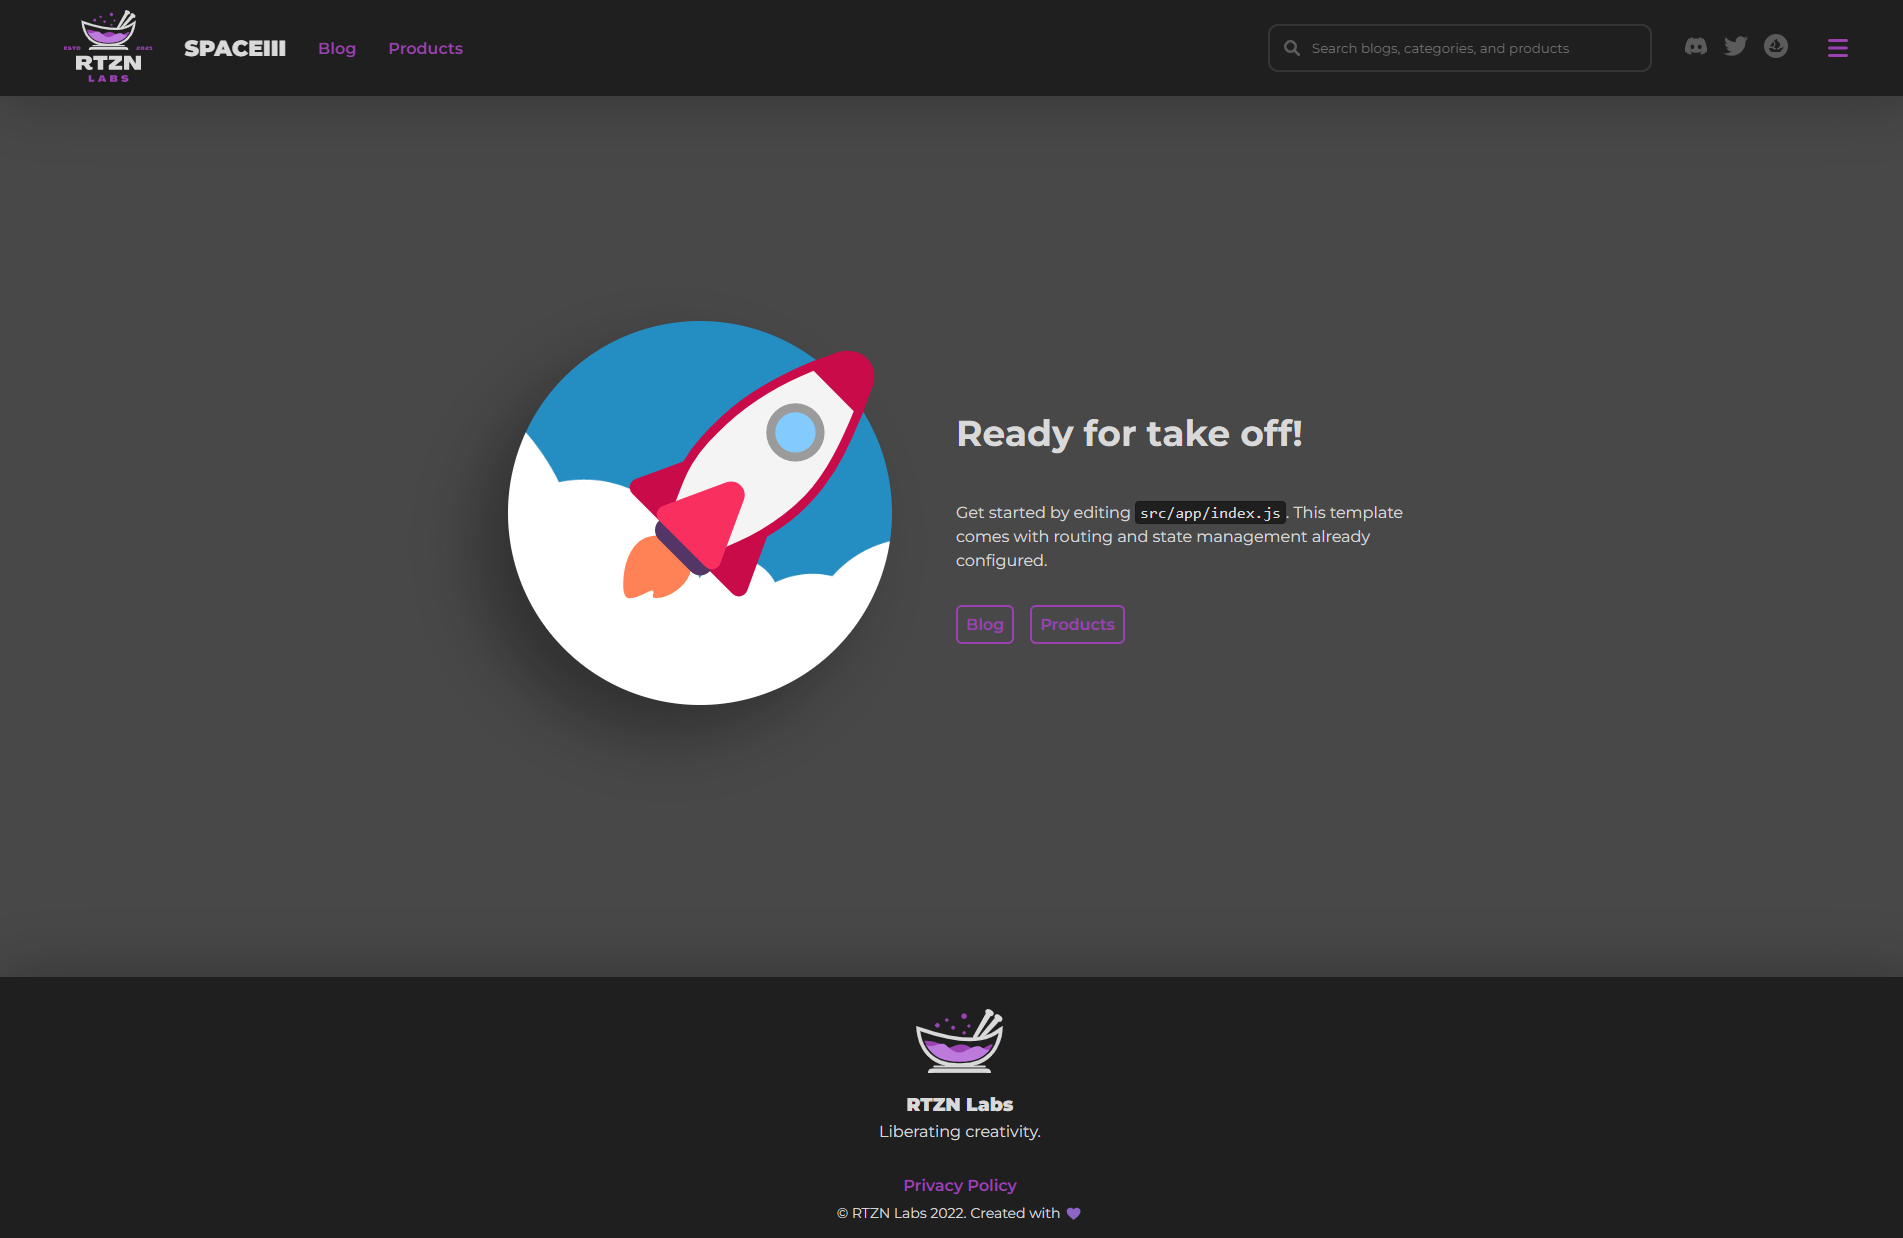 ESTD 2021
RTZN
LABS
SPACEIII
Blog
Products
Search blogs, categories, and products
Ready for take off!
Get started by editing src/app/index.js. This template
comes with routing and state management already
configured.
Blog
Products
RTZN Labs
Liberating creativity.
Privacy Policy
© RTZN Labs 2022. Created with 💜